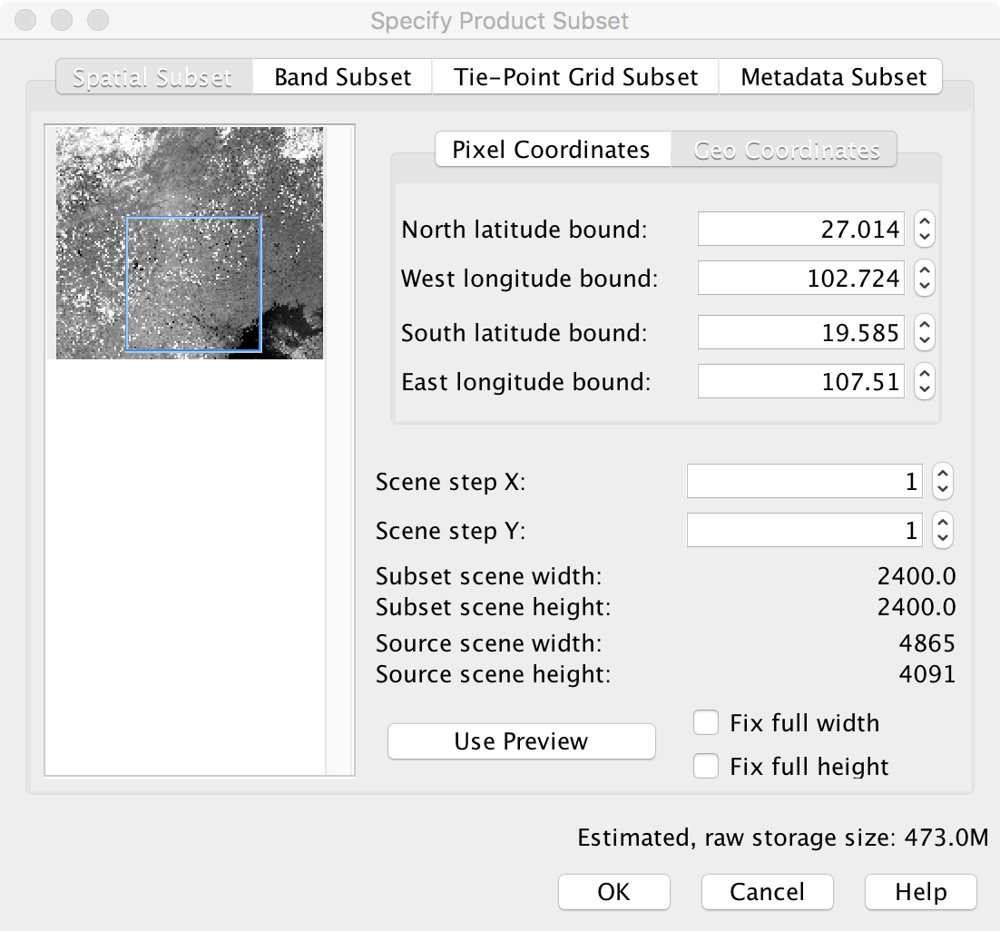 Specify Product Subset
Spatial Subset Band Subset Tie-Point Grid Subset Metadata Subset
Pixel Coordinates Geo Coordinates
North latitude bound: 27.014
West longitude bound: 102.724
South latitude bound: 19.585
East longitude bound: 107.51
Scene step X: 1
Scene step Y: 1
Subset scene width: 2400.0
Subset scene height: 2400.0
Source scene width: 4865
Source scene height: 4091
Use Preview
Fix full width
Fix full height
Estimated, raw storage size: 473.0M
OK Cancel Help